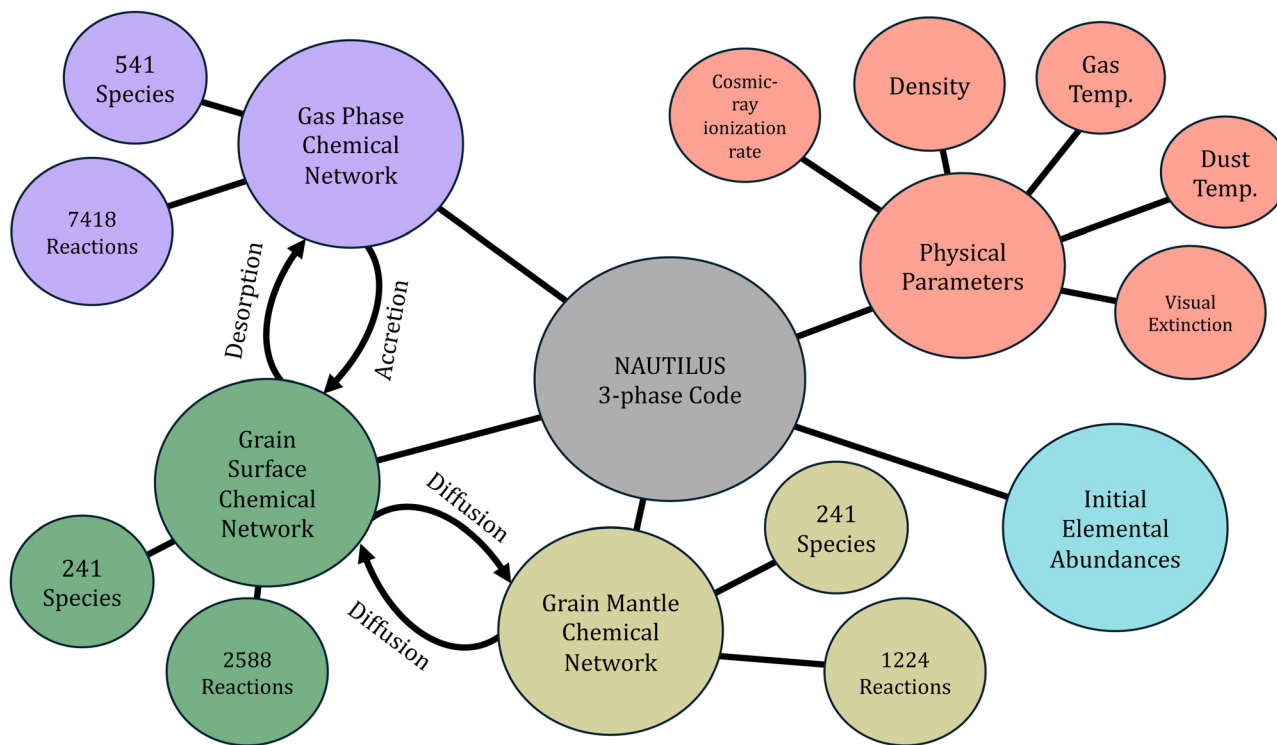 541
Species
Gas Phase
Chemical
Network
7418
Reactions
Desorption
Accretion
Cosmic-
ray
ionization
rate
Density
Gas
Temp.
Dust
Temp.
Physical
Parameters
Visual
Extinction
NAUTILUS
3-phase Code
Grain
Surface
Chemical
Network
Diffusion
Diffusion
241
Species
2588
Reactions
Grain Mantle
Chemical
Network
241
Species
1224
Reactions
Initial
Elemental
Abundances